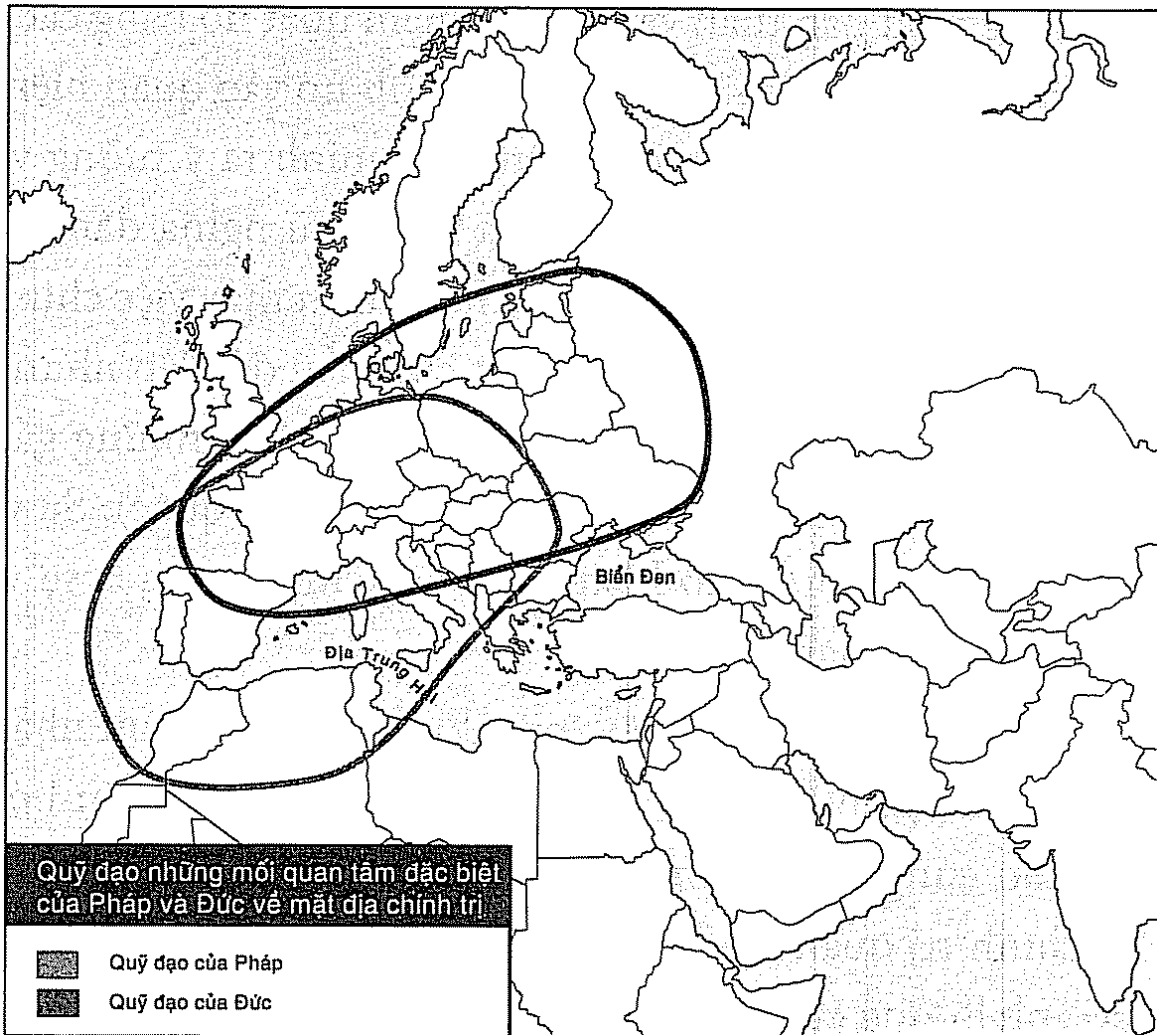 Biển Đen
Địa Trung Hải
Quỹ đạo những mối quan tâm đặc biệt
của Pháp và Đức về mặt địa chính trị
Quỹ đạo của Pháp
Quỹ đạo của Đức